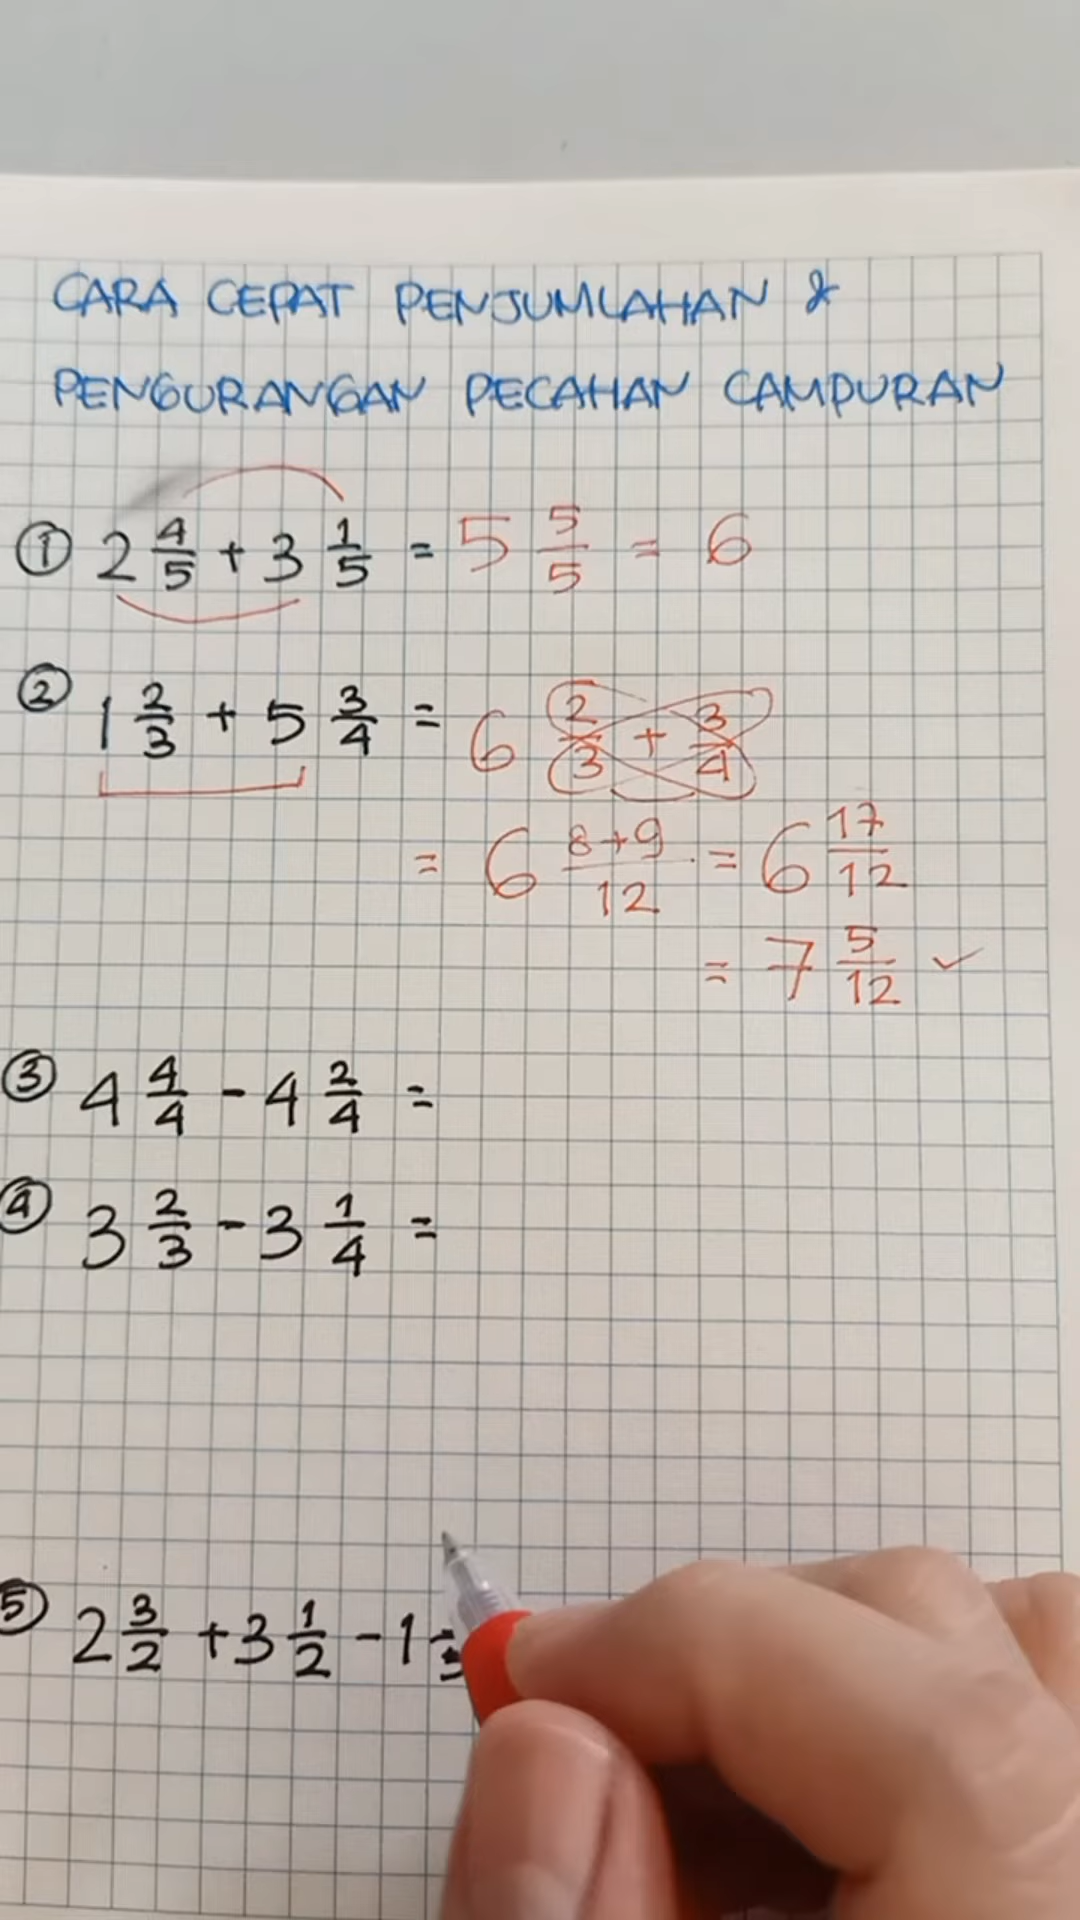 CARA CEPAT PENJUMLAHAN &
PENGURANGAN PECAHAN CAMPURAN
① 2 4/5 + 3 1/5 = 5 5/5 = 6
② 1 2/3 + 5 3/4 = 6 2/3 + 3/4
= 6 8+9/12 = 6 17/12
= 7 5/12 ✓
③ 4 4/4 - 4 2/4 =
④ 3 2/3 - 3 1/4 =
5 2 3/2 + 3 1/2 - 1